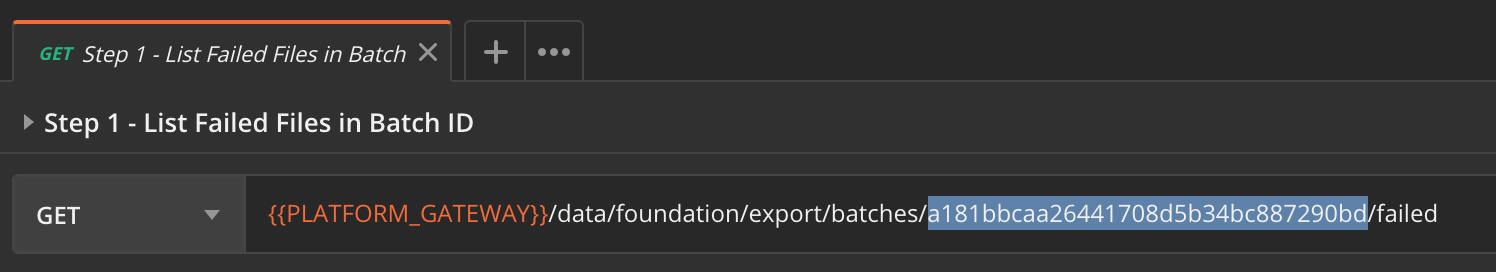 GET Step 1 - List Failed Files in Batch
Step 1 - List Failed Files in Batch ID
GET {{PLATFORM_GATEWAY}}/data/foundation/export/batches/a181bbcaa26441708d5b34bc887290bd/failed